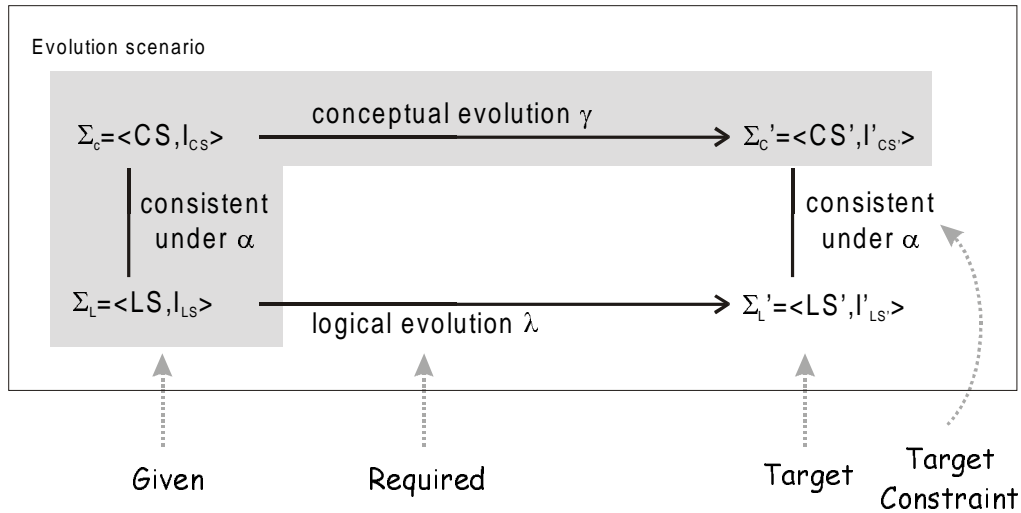 Evolution scenario
conceptual evolution γ
Σc=<CS,ICS>
ΣC’=<CS’,I’CS’>
consistent
under α
consistent
under α
ΣL=<LS,ILS>
ΣL’=<LS’,I’LS’>
logical evolution λ
Given
Required
Target
Target
Constraint